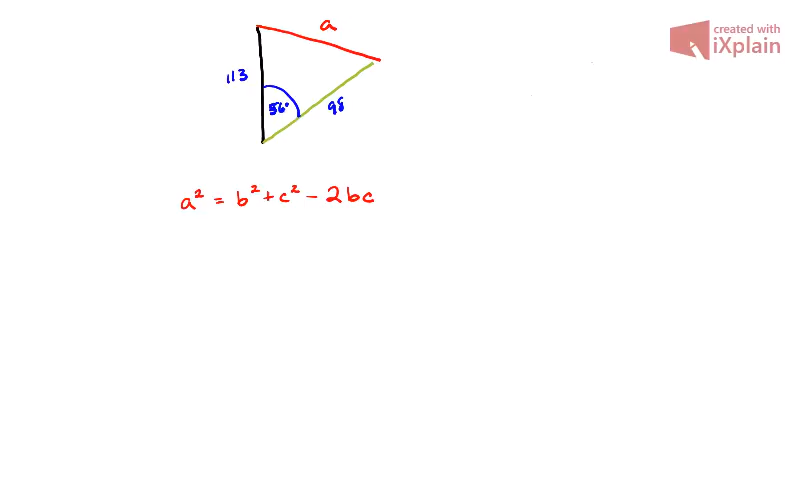 a
created with
iXplain
113
56°
98
a² = b² + c² - 2bc